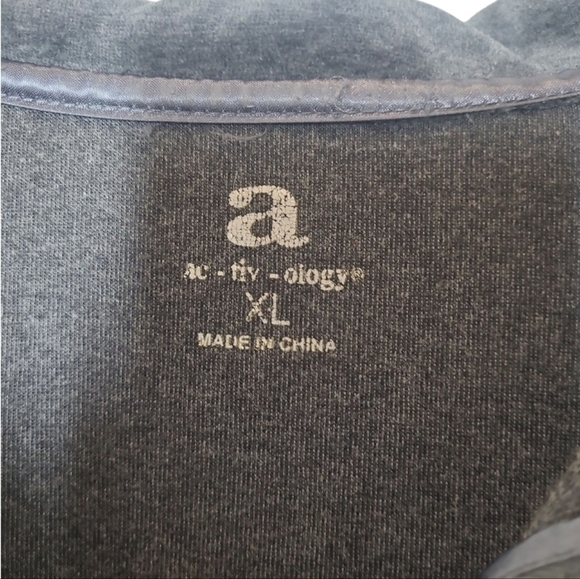 a
ac - tiv - ology®
XL
MADE IN CHINA